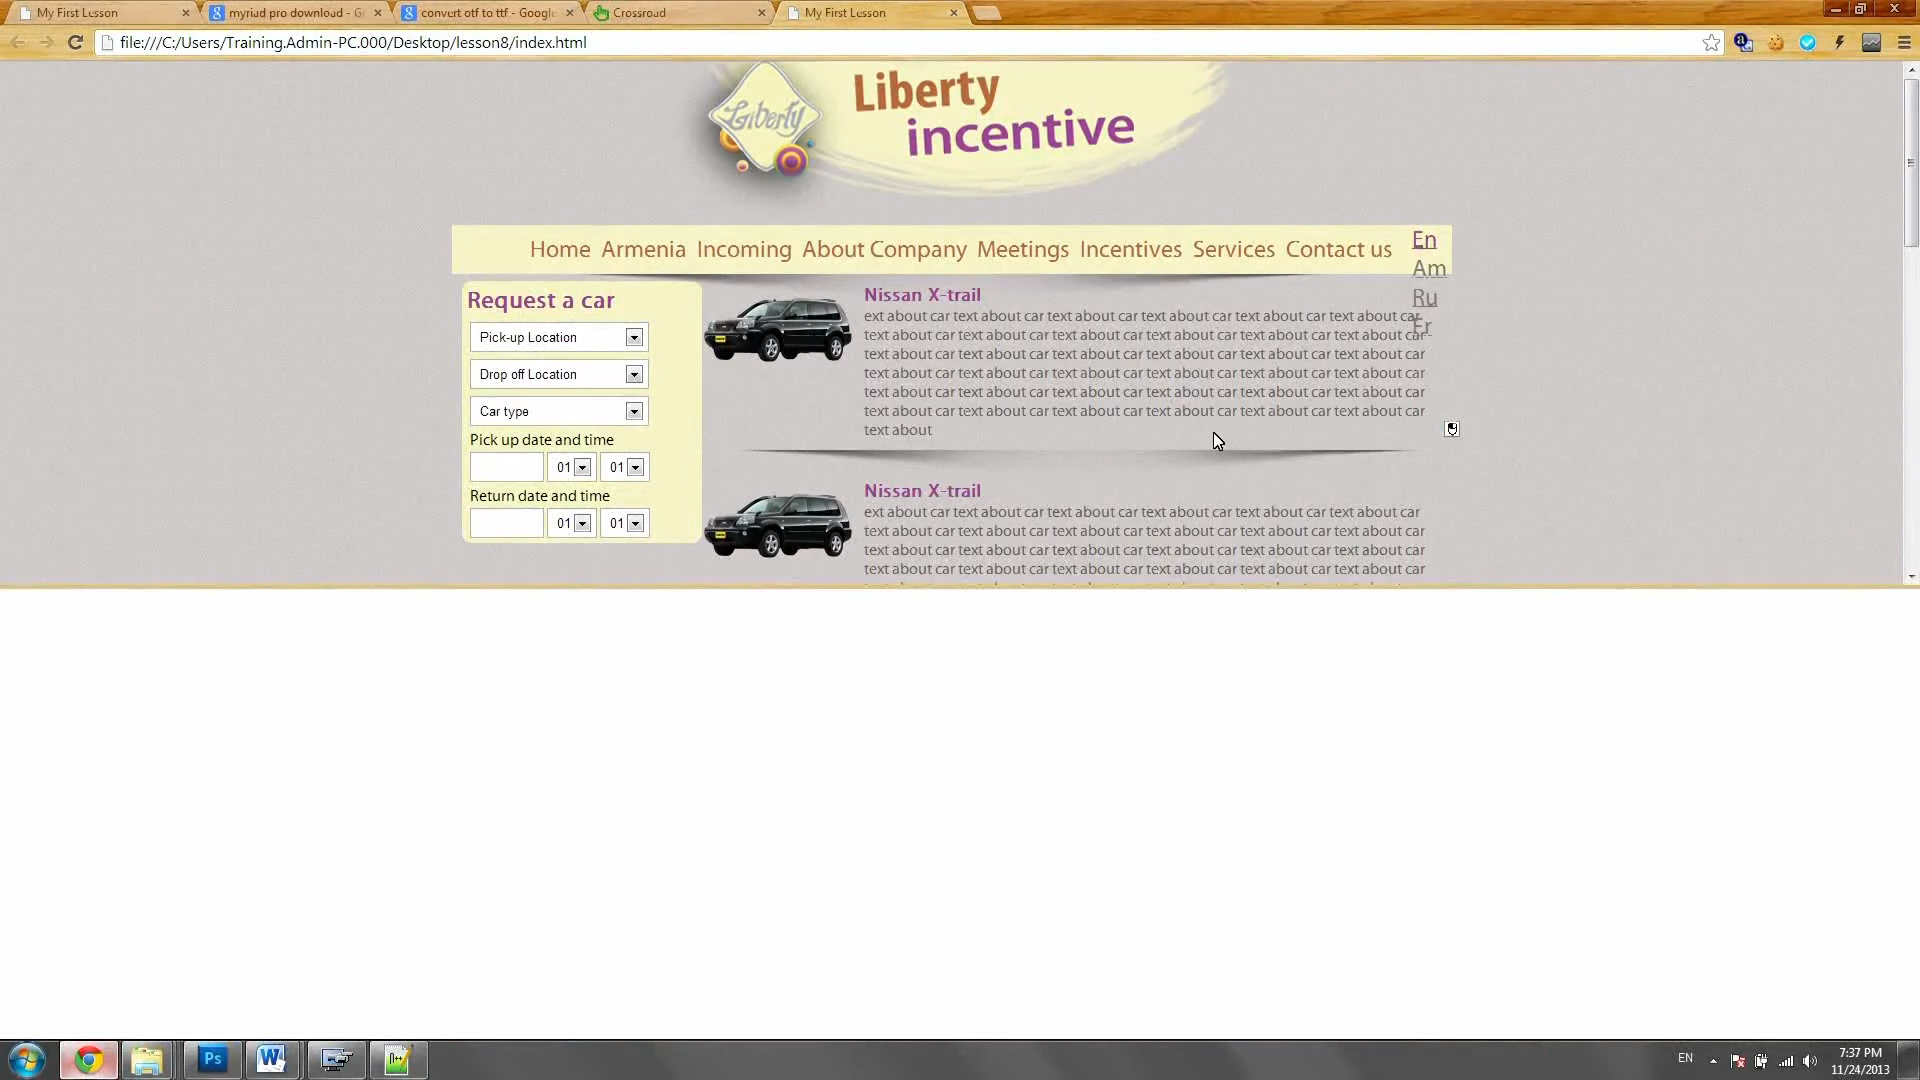 My First Lesson
myriad pro download - G
convert otf to ttf - Google
Crossroad
My First Lesson
file:///C:/Users/Training.Admin-PC.000/Desktop/lesson8/index.html
Liberty
Liberty
incentive
Home Armenia Incoming About Company Meetings Incentives Services Contact us
En
Am
Ru
Fr
Request a car
Pick-up Location
Drop off Location
Car type
Pick up date and time
01 01
Return date and time
01 01
Nissan X-trail
ext about car text about car text about car text about car text about car text about car
text about car text about car text about car text about car text about car text about car
text about car text about car text about car text about car text about car text about car
text about car text about car text about car text about car text about car text about car
text about car text about car text about car text about car text about car text about car
text about car text about car text about car text about car text about car text about car
text about
Nissan X-trail
ext about car text about car text about car text about car text about car text about car
text about car text about car text about car text about car text about car text about car
text about car text about car text about car text about car text about car text about car
text about car text about car text about car text about car text about car text about car
Ps
EN
7:37 PM
11/24/2013